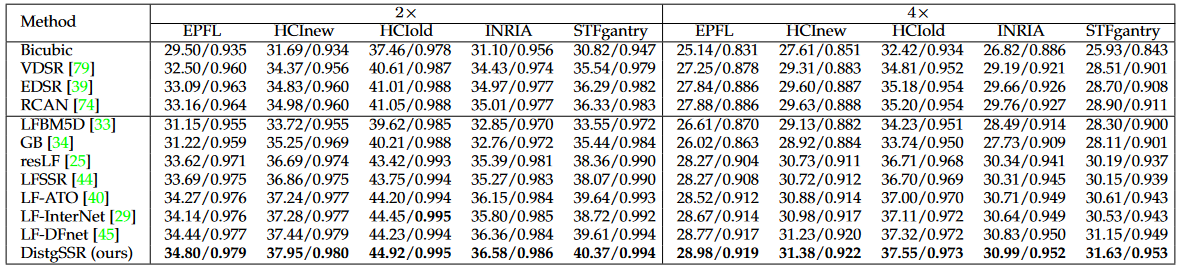 Method 2× 4×
EPFL HCInew HCIold INRIA STFgantry EPFL HCInew HCIold INRIA STFgantry
Bicubic 29.50/0.935 31.69/0.934 37.46/0.978 31.10/0.956 30.82/0.947 25.14/0.831 27.61/0.851 32.42/0.934 26.82/0.886 25.93/0.843
VDSR [79] 32.50/0.960 34.37/0.956 40.61/0.987 34.43/0.974 35.54/0.979 27.25/0.878 29.31/0.883 34.81/0.952 29.19/0.921 28.51/0.901
EDSR [39] 33.09/0.963 34.83/0.960 41.01/0.988 34.97/0.977 36.29/0.982 27.84/0.886 29.60/0.887 35.18/0.954 29.66/0.926 28.70/0.908
RCAN [74] 33.16/0.964 34.98/0.960 41.05/0.988 35.01/0.977 36.33/0.983 27.88/0.886 29.63/0.888 35.20/0.954 29.76/0.927 28.90/0.911
LFBM5D [33] 31.15/0.955 33.72/0.955 39.62/0.985 32.85/0.970 33.55/0.972 26.61/0.870 29.13/0.882 34.23/0.951 28.49/0.914 28.30/0.900
GB [34] 31.22/0.959 35.25/0.969 40.21/0.988 32.76/0.972 35.44/0.984 26.02/0.863 28.92/0.884 33.74/0.950 27.73/0.909 28.11/0.901
resLF [25] 33.62/0.971 36.69/0.974 43.42/0.993 35.39/0.981 38.36/0.990 28.27/0.904 30.73/0.911 36.71/0.968 30.34/0.941 30.19/0.937
LFSSR [44] 33.69/0.975 36.86/0.975 43.75/0.994 35.27/0.983 38.07/0.990 28.27/0.908 30.72/0.912 36.70/0.969 30.31/0.945 30.15/0.939
LF-ATO [40] 34.27/0.976 37.24/0.977 44.20/0.994 36.15/0.984 39.64/0.993 28.52/0.912 30.88/0.914 37.00/0.970 30.71/0.949 30.61/0.943
LF-InterNet [29] 34.14/0.976 37.28/0.977 44.45/0.995 35.80/0.985 38.72/0.992 28.67/0.914 30.98/0.917 37.11/0.972 30.64/0.949 30.53/0.943
LF-DFnet [45] 34.44/0.977 37.44/0.979 44.23/0.994 36.36/0.984 39.61/0.994 28.77/0.917 31.23/0.920 37.32/0.972 30.83/0.950 31.15/0.949
DistgSSR (ours) 34.80/0.979 37.95/0.980 44.92/0.995 36.58/0.986 40.37/0.994 28.98/0.919 31.38/0.922 37.55/0.973 30.99/0.952 31.63/0.953